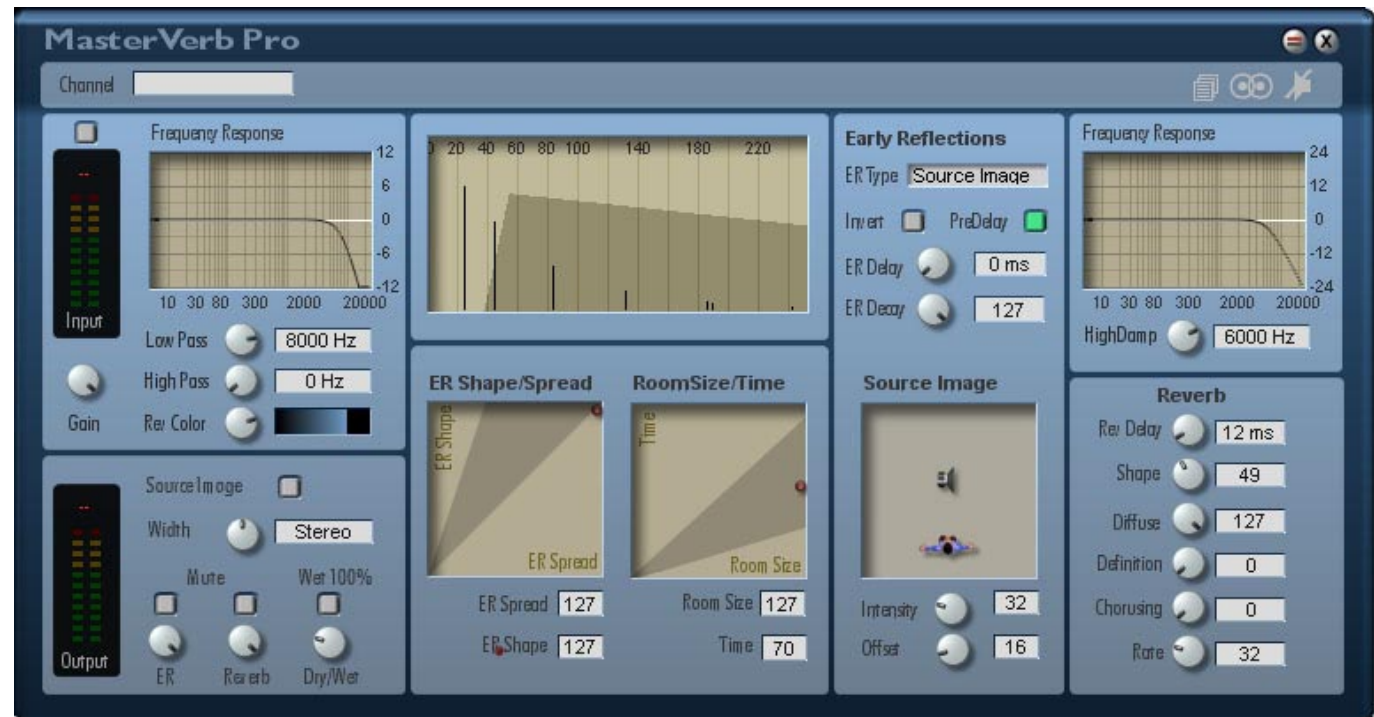 MasterVerb Pro
X
Channel
Frequency Response
12
6
0
-6
-12
10 30 80 300 2000 20000
--
Input
Low Pass 8000 Hz
High Pass 0 Hz
Rev Color
Gain
--
Output
Source Image
Width Stereo
Mute Wet 100%
ER Reverb Dry/Wet
0 20 40 60 80 100 140 180 220
ER Shape/Spread RoomSize/Time
ER Shape
ER Spread
Time
Room Size
ER Spread 127
ER Shape 127
Room Size 127
Time 70
Early Reflections
ER Type Source Image
Invert PreDelay
ER Delay 0 ms
ER Decay 127
Source Image
Intensity 32
Offset 16
Frequency Response
24
12
0
-12
-24
10 30 80 300 2000 20000
HighDamp 6000 Hz
Reverb
Rev Delay 12 ms
Shape 49
Diffuse 127
Definition 0
Chorusing 0
Rate 32